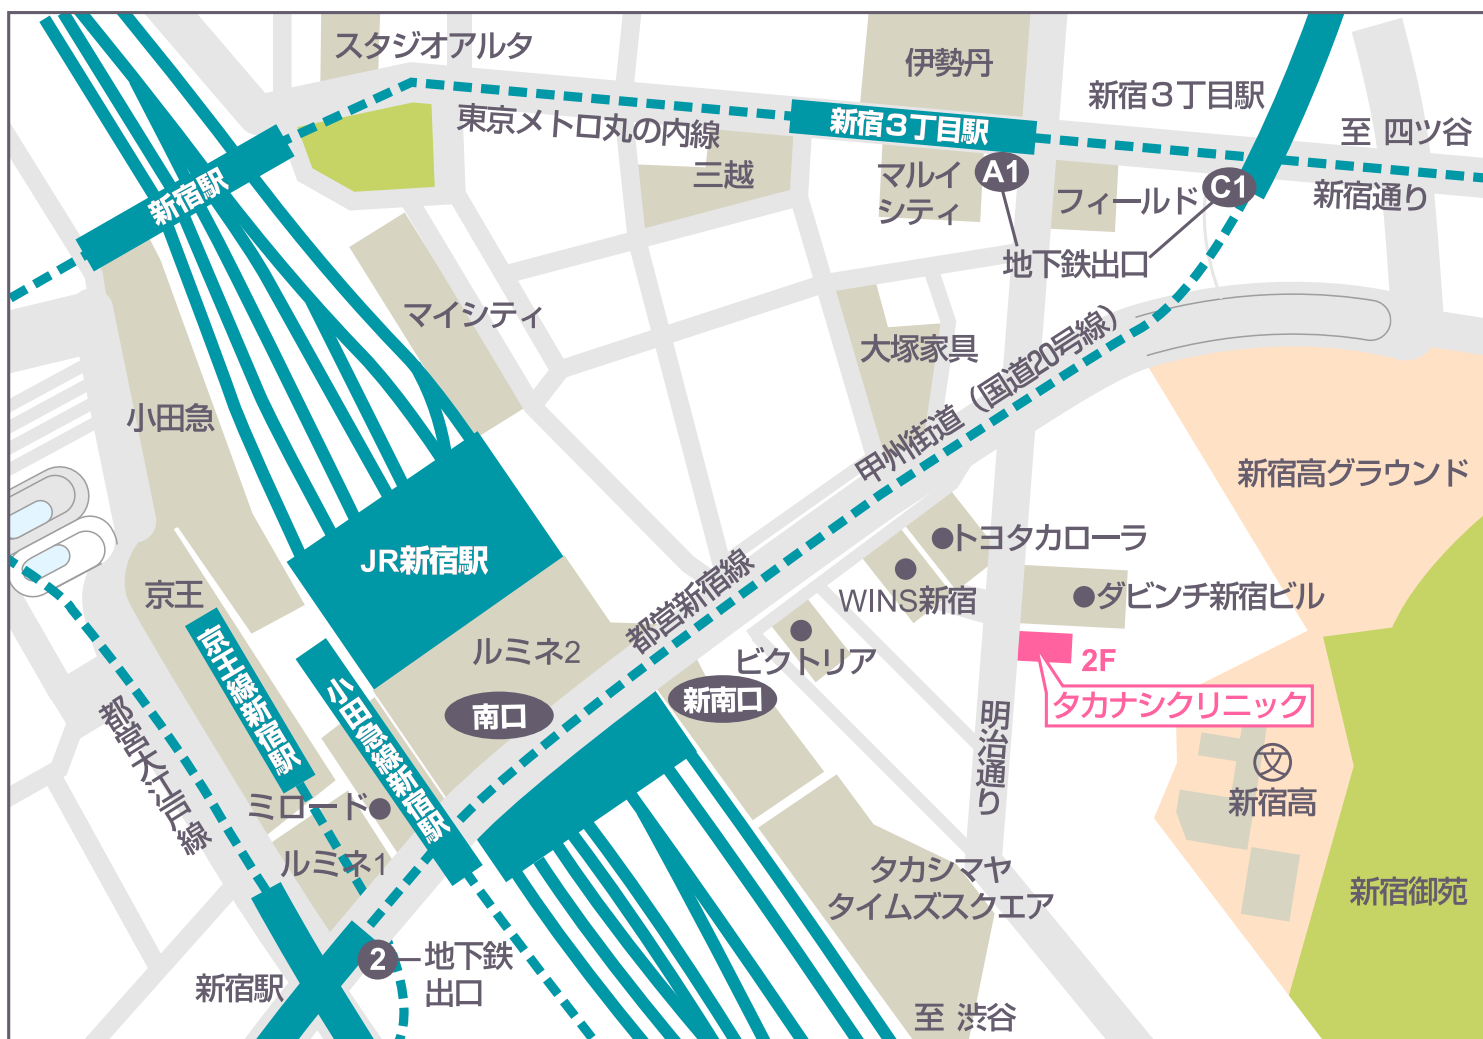 スタジオアルタ
伊勢丹
新宿3丁目駅
東京メトロ丸の内線
新宿3丁目駅
至 四ツ谷
新宿駅
三越
マルイ
シティ
A1
フィールド
C1
新宿通り
地下鉄出口
マイシティ
大塚家具
甲州街道（国道20号線）
小田急
新宿高グラウンド
JR新宿駅
トヨタカローラ
京王
都営新宿線
WINS新宿
ダビンチ新宿ビル
京王線新宿駅
ルミネ2
ビクトリア
2F
小田急線新宿駅
南口
新南口
タカナシクリニック
都営大江戸線
明治通り
文
新宿高
ミロード
ルミネ1
タカシマヤ
タイムズスクエア
新宿御苑
2
地下鉄
出口
新宿駅
至 渋谷